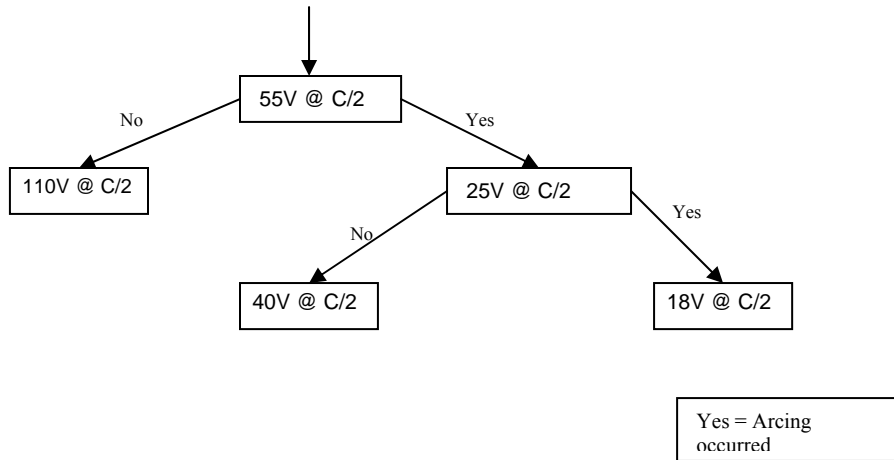 55V @ C/2
No
Yes
110V @ C/2
25V @ C/2
No
Yes
40V @ C/2
18V @ C/2
Yes = Arcing
occurred